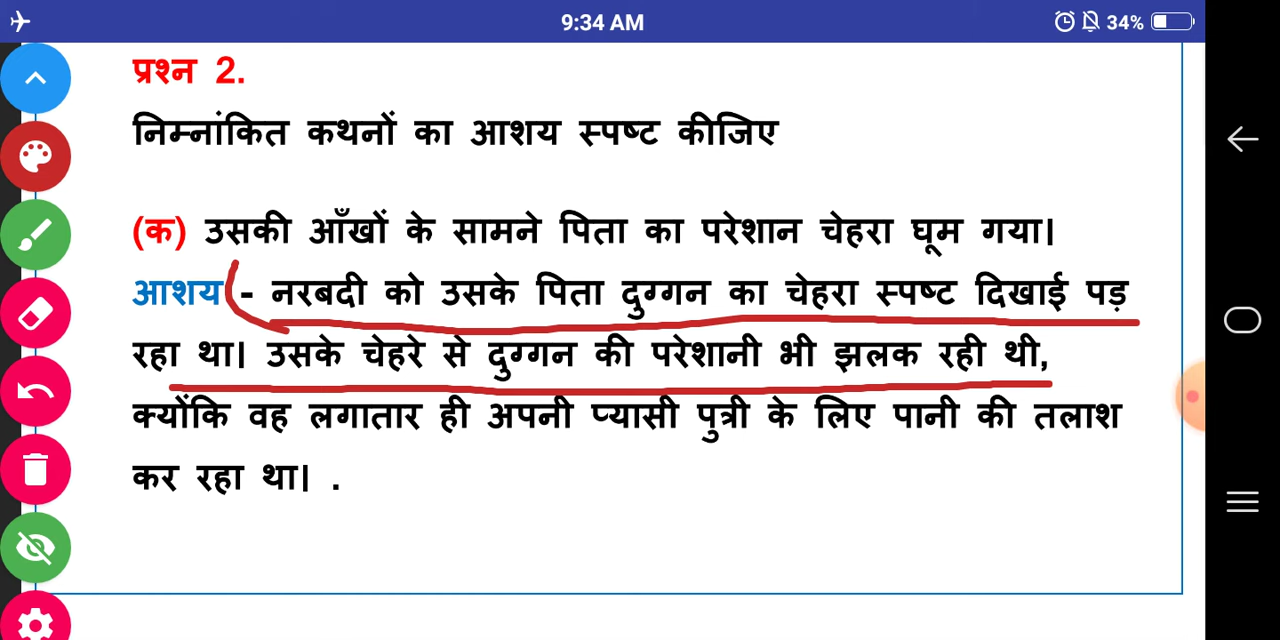 9:34 AM
34%
प्रश्न 2.
निम्नांकित कथनों का आशय स्पष्ट कीजिए
(क) उसकी आँखों के सामने पिता का परेशान चेहरा घूम गया।
आशय - नरबदी को उसके पिता दुग्गन का चेहरा स्पष्ट दिखाई पड़
रहा था। उसके चेहरे से दुग्गन की परेशानी भी झलक रही थी,
क्योंकि वह लगातार ही अपनी प्यासी पुत्री के लिए पानी की तलाश
कर रहा था। .